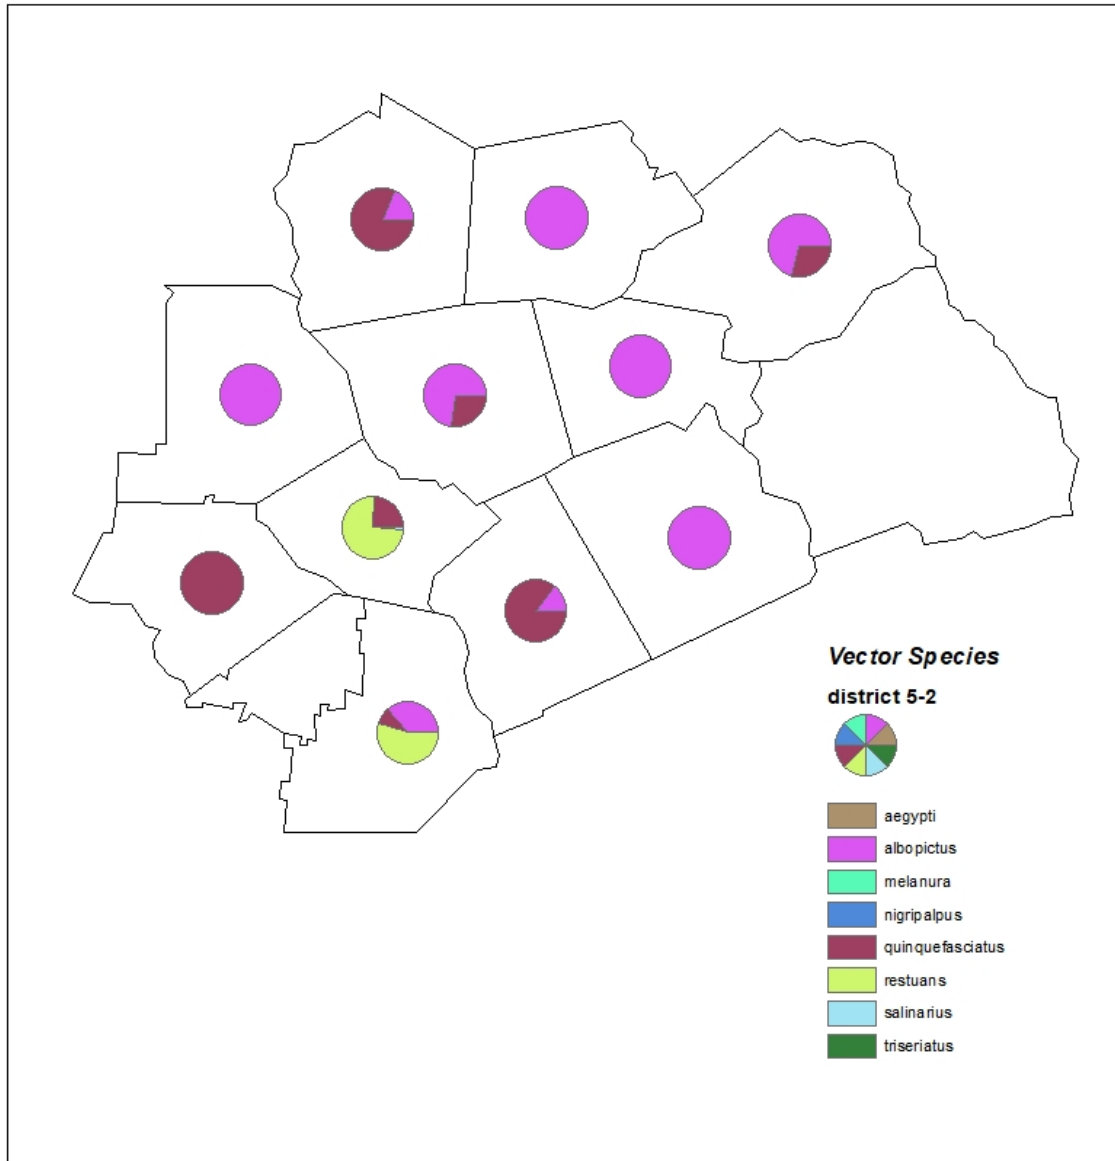 Vector Species
district 5-2
aegypti
albopictus
melanura
nigripalpus
quinquefasciatus
restuans
salinarius
triseriatus